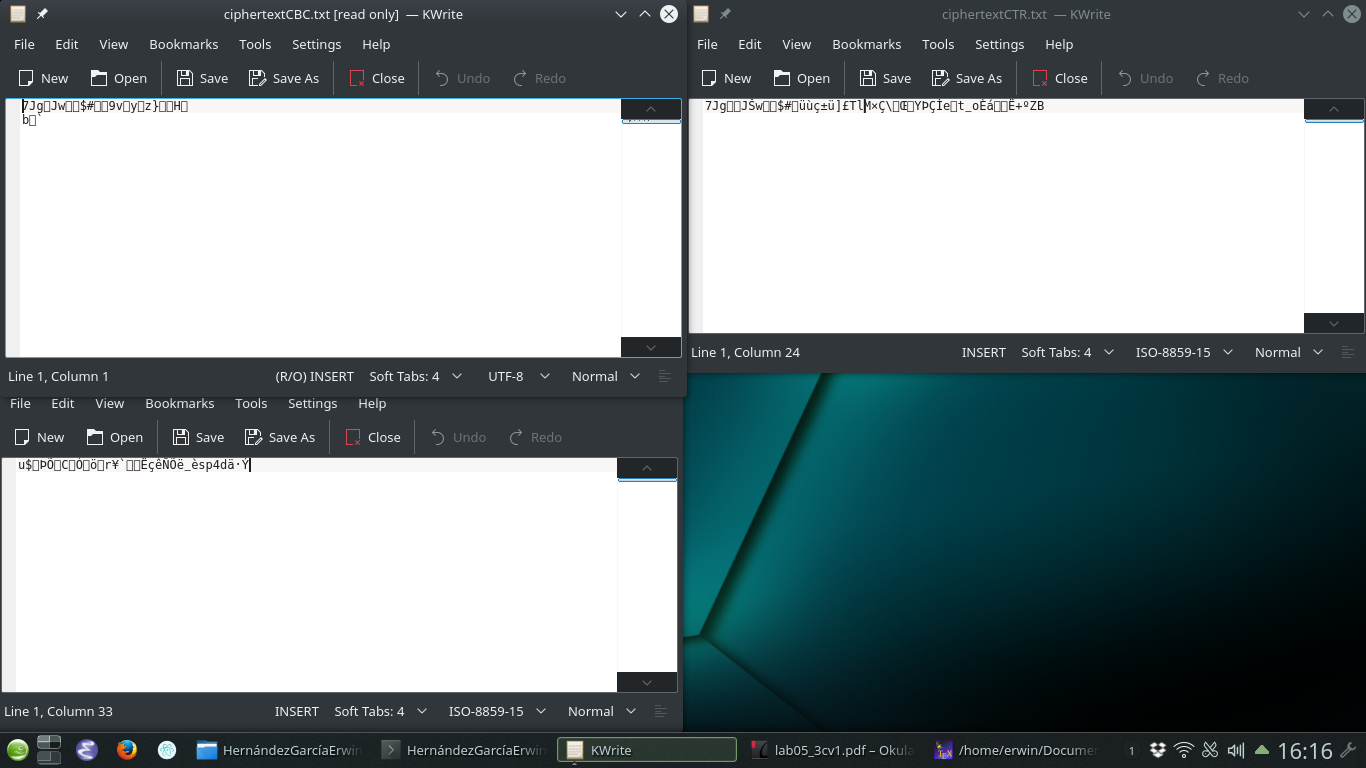 ciphertextCBC.txt [read only] — KWrite
File Edit View Bookmarks Tools Settings Help
New Open Save Save As Close Undo Redo
7Jg□Jw□□$#□□9v□y□z}□□H□
b□`
Line 1, Column 1 (R/O) INSERT Soft Tabs: 4 UTF-8 Normal
ciphertextCTR.txt — KWrite
File Edit View Bookmarks Tools Settings Help
New Open Save Save As Close Undo Redo
7Jg□□JŠw□□$#□üùç±ü]£TlM×Ç\□Œ□YÞÇÌe□t_oÈá□□Ë+ºZB
Line 1, Column 24 INSERT Soft Tabs: 4 ISO-8859-15 Normal
File Edit View Bookmarks Tools Settings Help
New Open Save Save As Close Undo Redo
u$□ÞÕ□C□Ò□ö□r¥`□□ËçêÑÖë_èsp4dä·Ý
Line 1, Column 33 INSERT Soft Tabs: 4 ISO-8859-15 Normal
HernándezGarcíaErwin HernándezGarcíaErwin KWrite lab05_3cv1.pdf – Okula /home/erwin/Documen 1 16:16